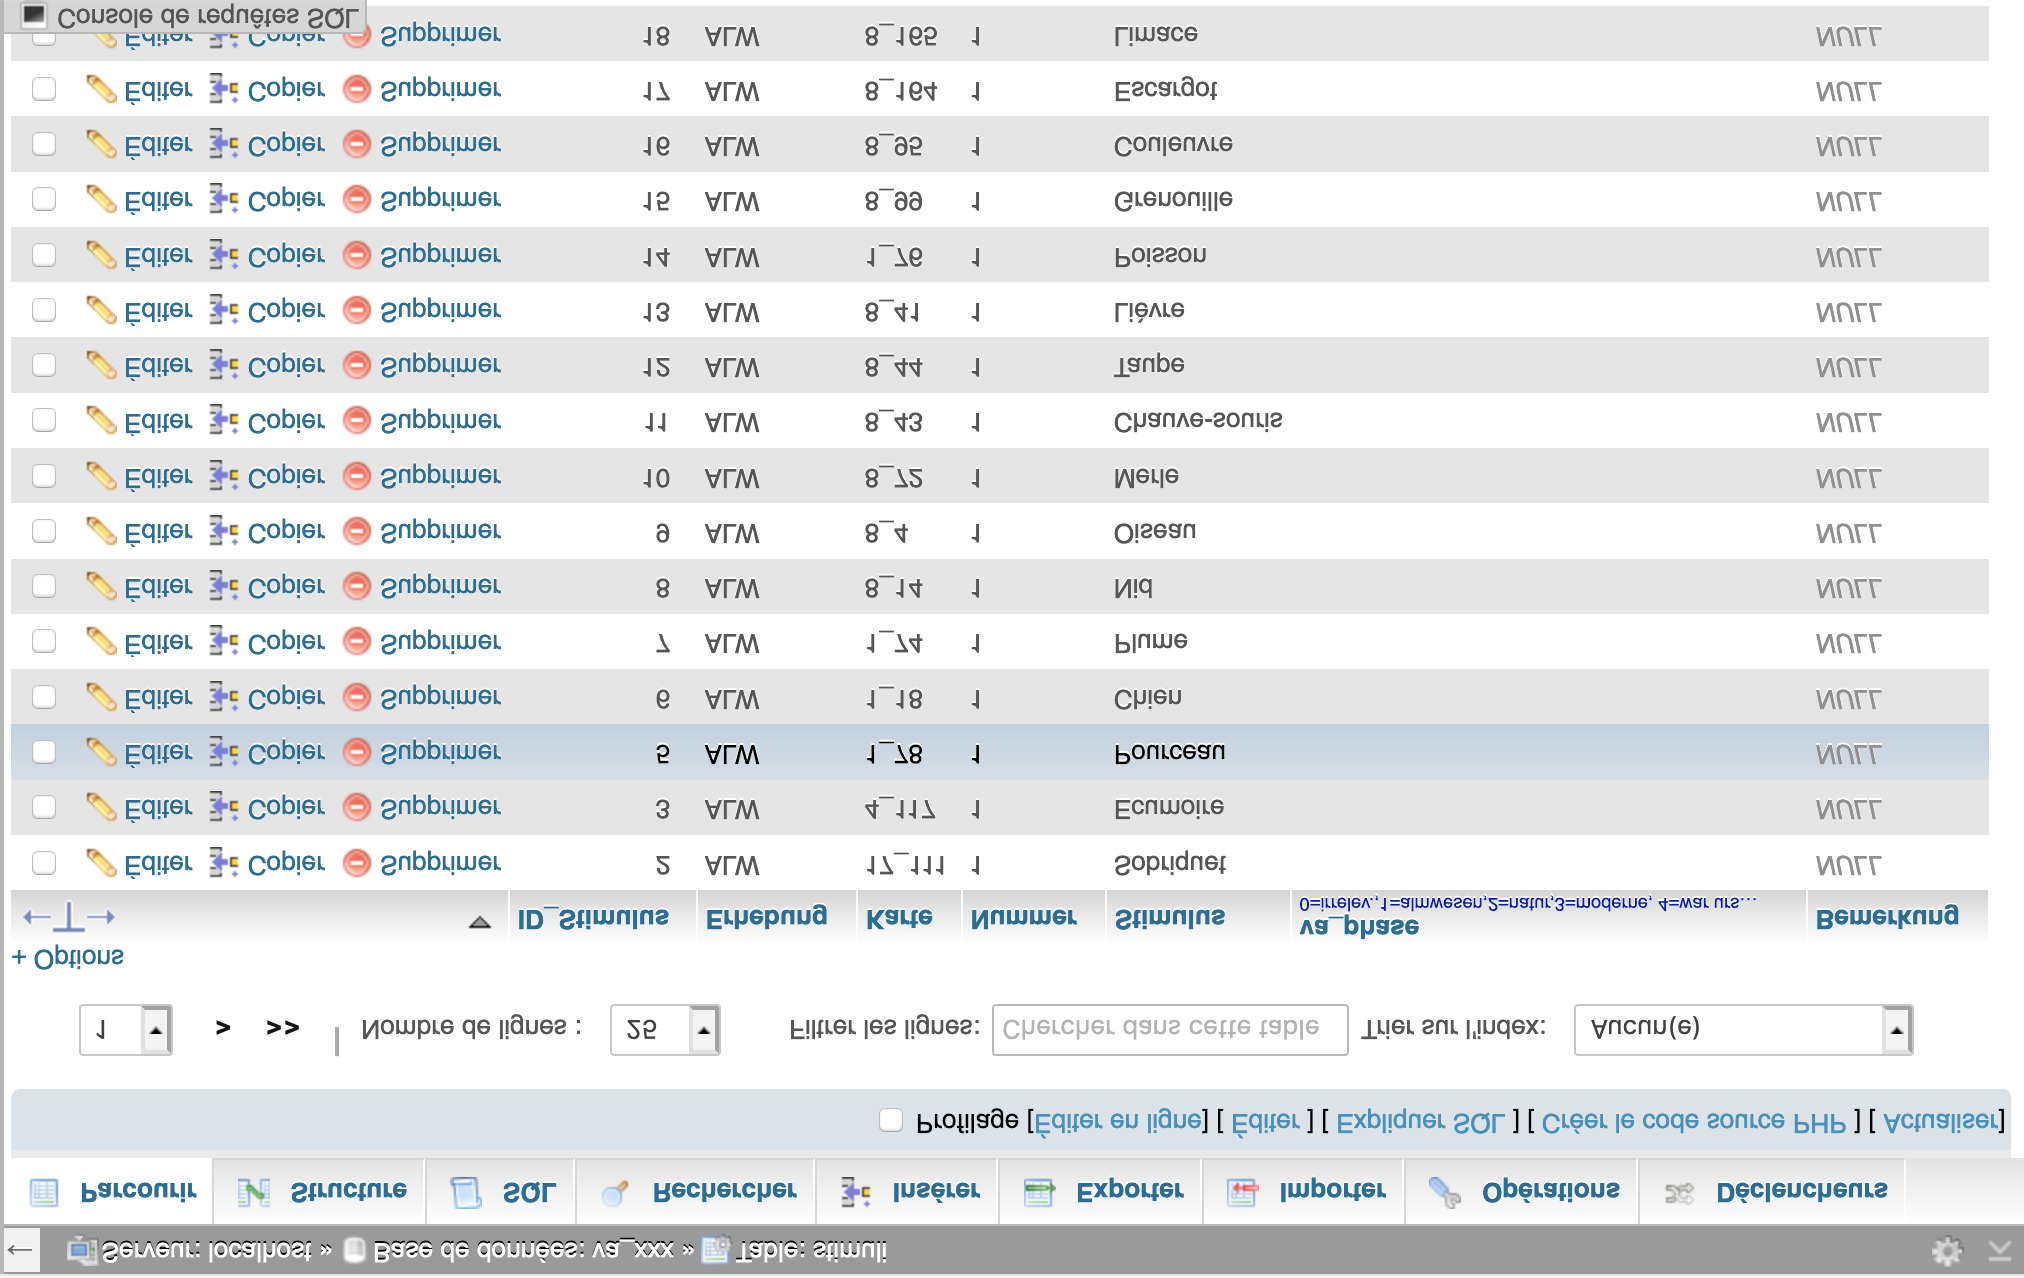 Serveur: localhost » Base de données: va_xxx » Table: stimuli
Parcourir Structure SQL Rechercher Insérer Exporter Importer Opérations Déclencheurs
Profilage [Éditer en ligne] [ Éditer ] [ Expliquer SQL ] [ Créer le code source PHP ] [ Actualiser]
1 > >> | Nombre de lignes : 25 Filtrer les lignes: Chercher dans cette table Trier sur l'index: Aucun(e)
+ Options
←T→ ID_Stimulus Erhebung Karte Nummer Stimulus va_phase Bemerkung
0=irrelev.,1=almwesen,2=natur,3=moderne, 4=war urs...
Éditer Copier Supprimer 2 ALW 17_111 1 Sobriquet NULL
Éditer Copier Supprimer 3 ALW 4_117 1 Ecumoire NULL
Éditer Copier Supprimer 5 ALW 1_78 1 Pourceau NULL
Éditer Copier Supprimer 6 ALW 1_18 1 Chien NULL
Éditer Copier Supprimer 7 ALW 1_74 1 Plume NULL
Éditer Copier Supprimer 8 ALW 8_14 1 Nid NULL
Éditer Copier Supprimer 9 ALW 8_4 1 Oiseau NULL
Éditer Copier Supprimer 10 ALW 8_72 1 Merle NULL
Éditer Copier Supprimer 11 ALW 8_43 1 Chauve-souris NULL
Éditer Copier Supprimer 12 ALW 8_44 1 Taupe NULL
Éditer Copier Supprimer 13 ALW 8_41 1 Lièvre NULL
Éditer Copier Supprimer 14 ALW 1_76 1 Poisson NULL
Éditer Copier Supprimer 15 ALW 8_99 1 Grenouille NULL
Éditer Copier Supprimer 16 ALW 8_95 1 Couleuvre NULL
Éditer Copier Supprimer 17 ALW 8_164 1 Escargot NULL
Éditer Copier Supprimer 18 ALW 8_165 1 Limace NULL
Console de requêtes SQL